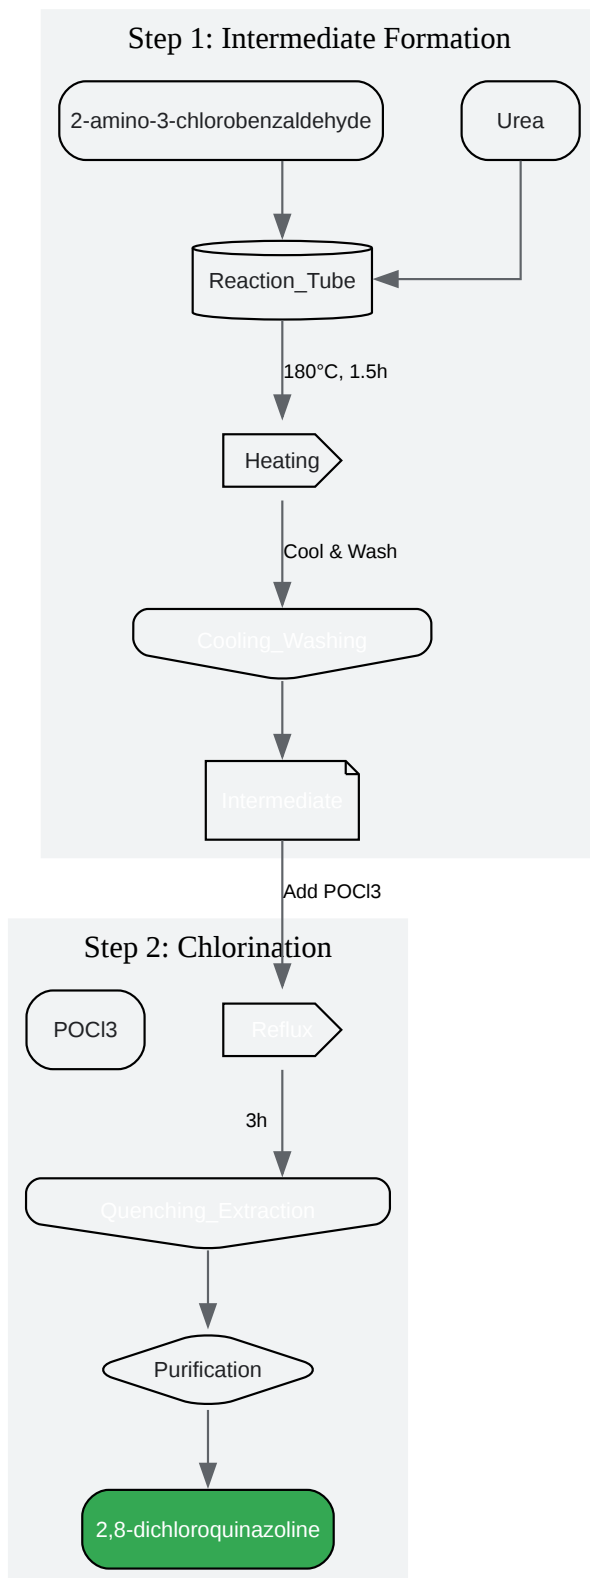 Step 1: Intermediate Formation
2-amino-3-chlorobenzaldehyde
Urea
Reaction_Tube
180°C, 1.5h
Heating
Cool & Wash
Cooling_Washing
Intermediate
Add POCl3
Step 2: Chlorination
POCl3
Reflux
3h
Quenching_Extraction
Purification
2,8-dichloroquinazoline